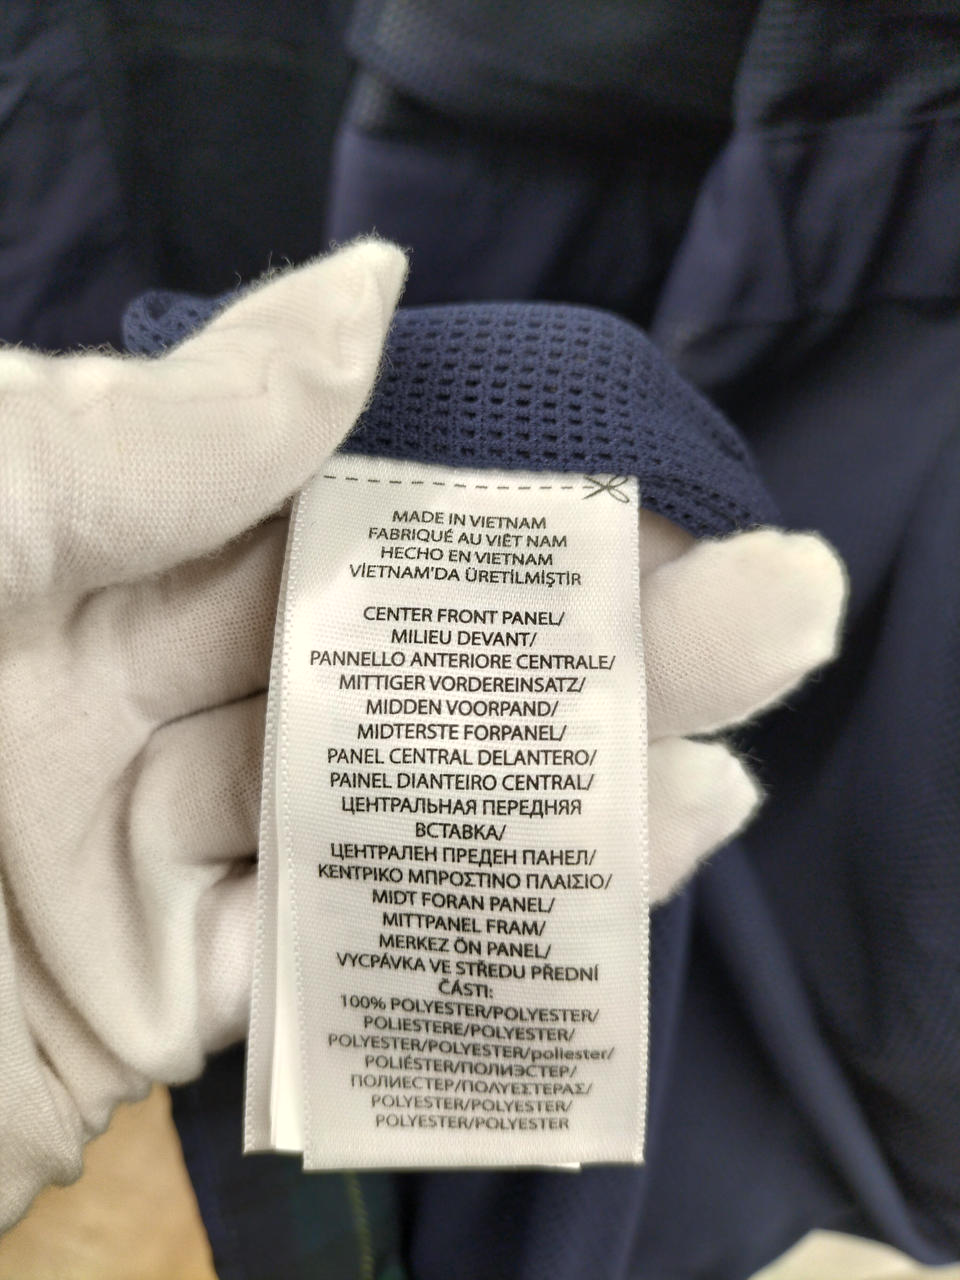 MADE IN VIETNAM
FABRIQUÉ AU VIÊT NAM
HECHO EN VIETNAM
VİETNAM'DA ÜRETİLMİŞTİR
CENTER FRONT PANEL/
MILIEU DEVANT/
PANNELLO ANTERIORE CENTRALE/
MITTIGER VORDEREINSATZ/
MIDDEN VOORPAND/
MIDTERSTE FORPANEL/
PANEL CENTRAL DELANTERO/
PAINEL DIANTEIRO CENTRAL/
ЦЕНТРАЛЬНАЯ ПЕРЕДНЯЯ
ВСТАВКА/
ЦЕНТРАЛЕН ПРЕДЕН ПАНЕЛ/
ΚΕΝΤΡΙΚΟ ΜΠΡΟΣΤΙΝΟ ΠΛΑΙΣΙΟ/
MIDT FORAN PANEL/
MITTPANEL FRAM/
MERKEZ ÖN PANEL/
VYCPÁVKA VE STŘEDU PŘEDNÍ
ČÁSTI:
100% POLYESTER/POLYESTER/
POLIESTERE/POLYESTER/
POLYESTER/POLYESTER/poliester/
POLIÉSTER/ПОЛИЭСТЕР/
ПОЛИЕСТЕР/ΠΟΛΥΕΣΤΕΡΑΣ/
POLYESTER/POLYESTER/
POLYESTER/POLYESTER